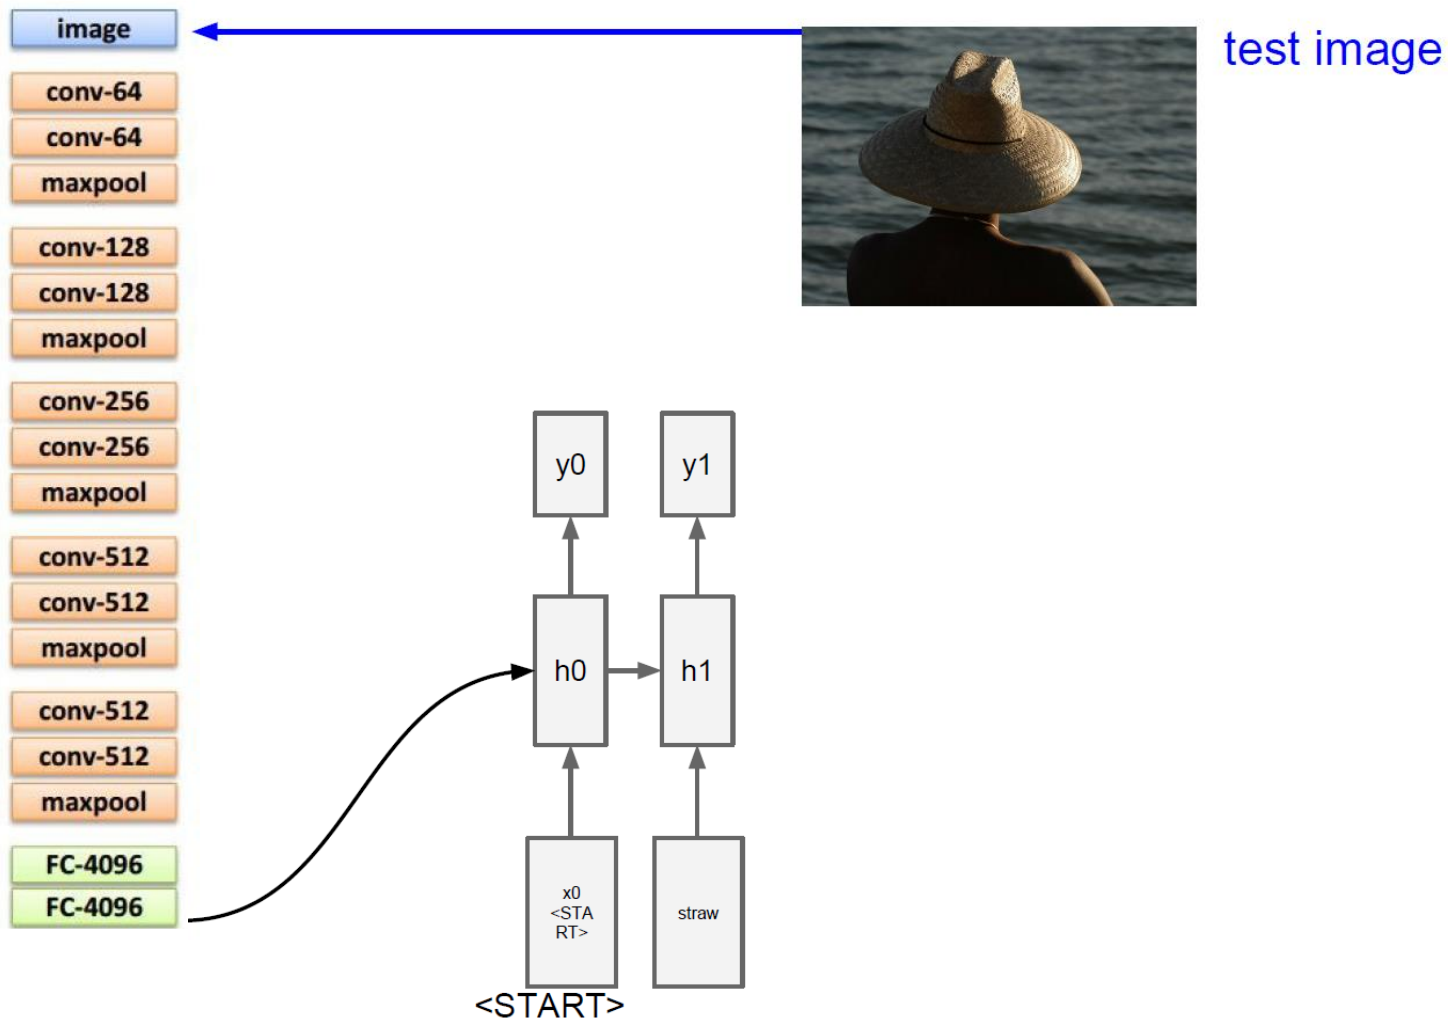 image
test image
conv-64
conv-64
maxpool
conv-128
conv-128
maxpool
conv-256
conv-256
maxpool
conv-512
conv-512
maxpool
conv-512
conv-512
maxpool
FC-4096
FC-4096
y0
y1
h0
h1
x0
<STA
RT>
straw
<START>